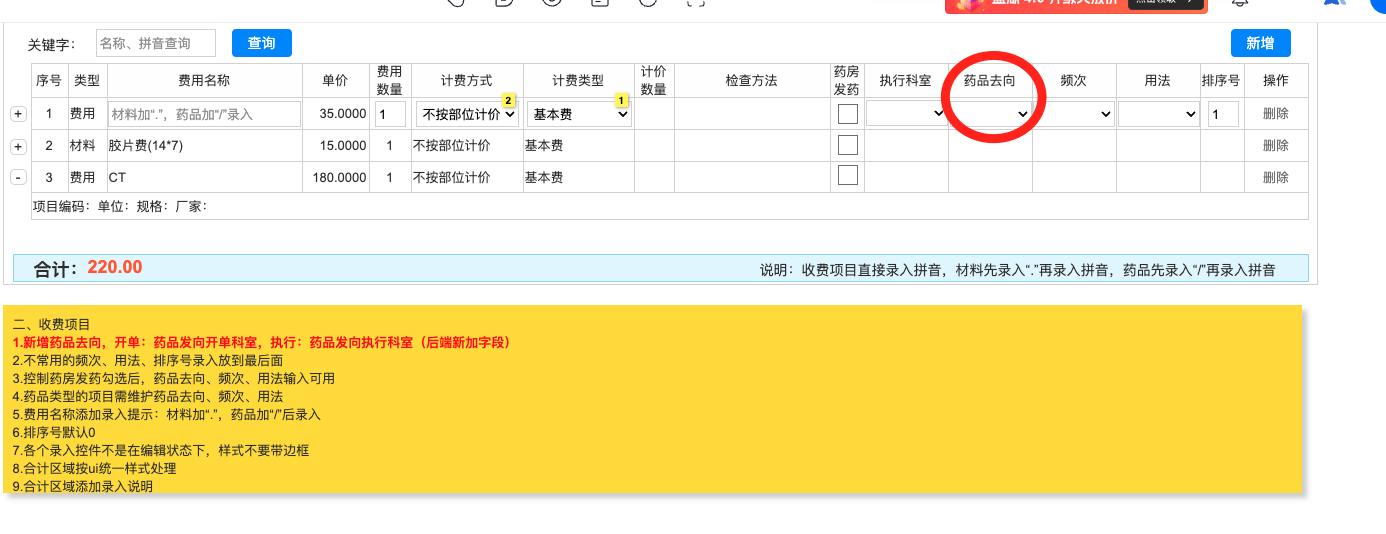 关键字： 名称、拼音查询 查询 新增
序号 类型 费用名称 单价 费用数量 计费方式 计费类型 计价数量 检查方法 药房发药 执行科室 药品去向 频次 用法 排序号 操作
+ 1 费用 材料加“.”，药品加“/”录入 35.0000 1 不按部位计价 2 基本费 1 1 删除
+ 2 材料 胶片费(14*7) 15.0000 1 不按部位计价 基本费 删除
- 3 费用 CT 180.0000 1 不按部位计价 基本费 删除
项目编码：单位：规格：厂家：
合计：220.00 说明：收费项目直接录入拼音，材料先录入“.”再录入拼音，药品先录入“/”再录入拼音
二、收费项目
1.新增药品去向，开单：药品发向开单科室，执行：药品发向执行科室（后端新加字段）
2.不常用的频次、用法、排序号录入放到最后面
3.控制药房发药勾选后，药品去向、频次、用法输入可用
4.药品类型的项目需维护药品去向、频次、用法
5.费用名称添加录入提示：材料加“.”，药品加“/”后录入
6.排序号默认0
7.各个录入控件不是在编辑状态下，样式不要带边框
8.合计区域按ui统一样式处理
9.合计区域添加录入说明